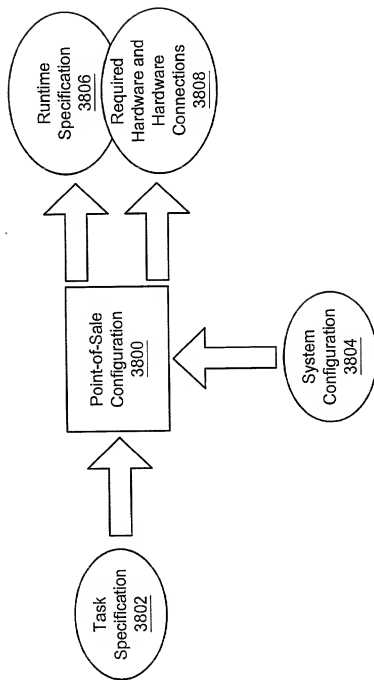 Task
Specification
3802
Point-of-Sale
Configuration
3800
System
Configuration
3804
Runtime
Specification
3806
Required
Hardware and
Hardware
Connections
3808